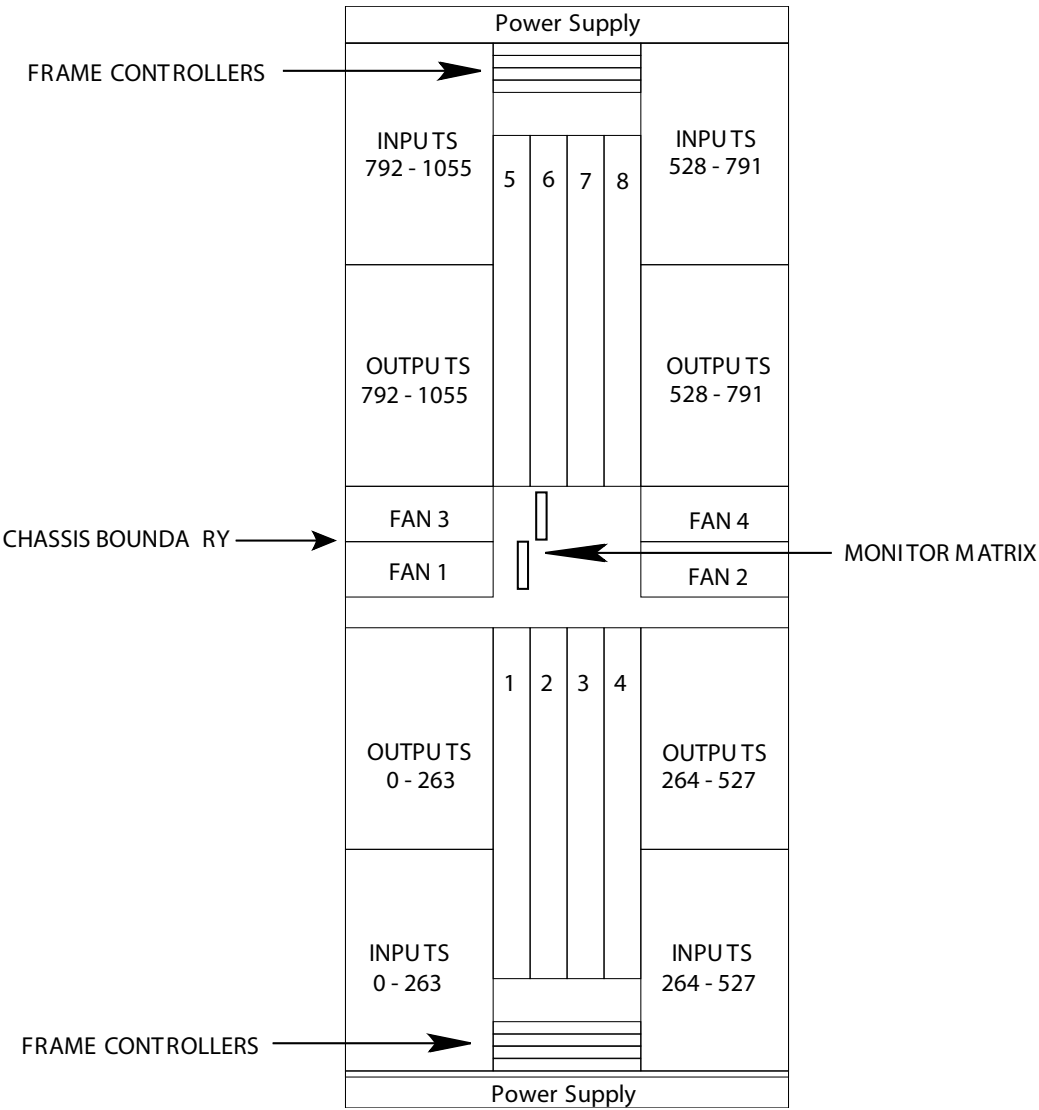 Power Supply
FRAME CONTROLLERS
INPUTS
792 - 1055
INPUTS
528 - 791
5 6 7 8
OUTPUTS
792 - 1055
OUTPUTS
528 - 791
FAN 3
FAN 4
CHASSIS BOUNDA RY
MONITOR MATRIX
FAN 1
FAN 2
1 2 3 4
OUTPUTS
0 - 263
OUTPUTS
264 - 527
INPUTS
0 - 263
INPUTS
264 - 527
FRAME CONTROLLERS
Power Supply